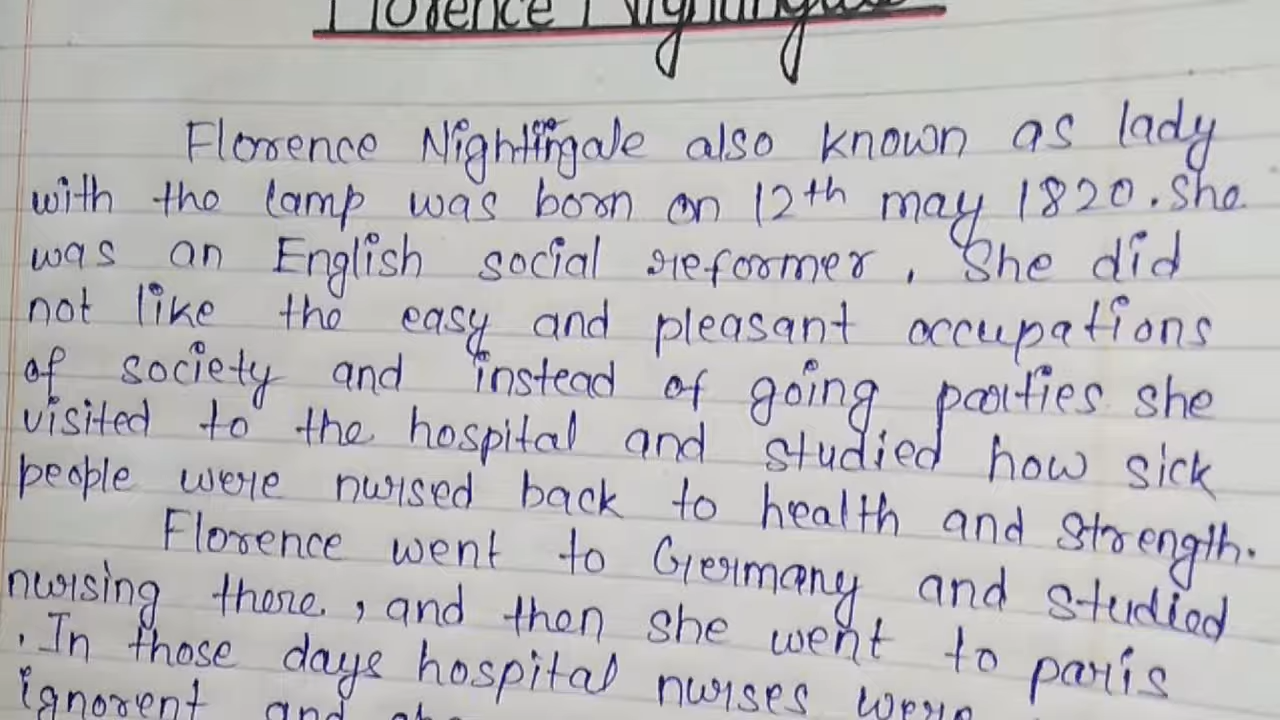 Florence Nightingale
Florence Nightingale also known as lady
with the lamp was born on 12th may 1820. She
was an English social reformer. She did
not like the easy and pleasant occupations
of society and instead of going parties she
visited to the hospital and studied how sick
people were nursed back to health and strength.
Florence went to Germany and studied
nursing there, and then she went to paris
. In those days hospital nurses were
ignorent and